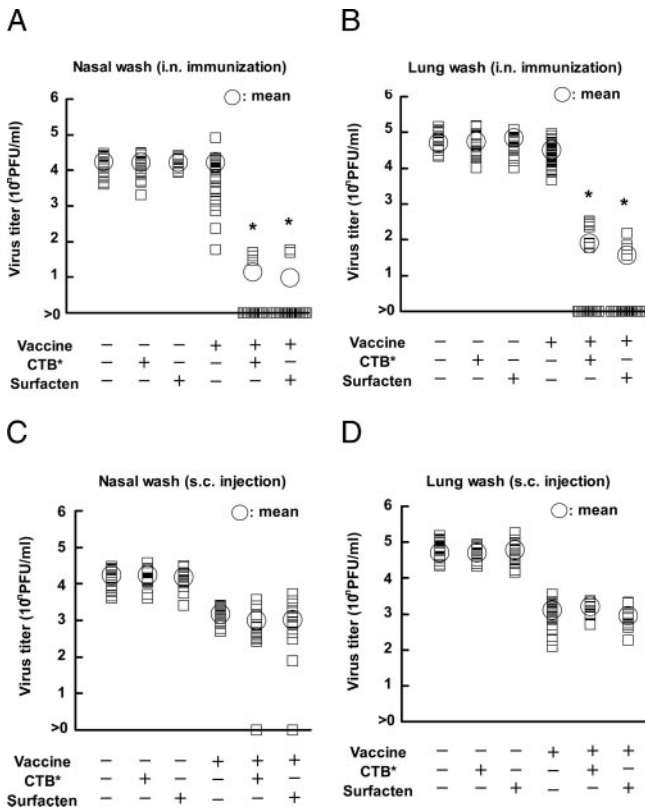 A
Nasal wash (i.n. immunization)
○: mean
Virus titer (10ⁿPFU/ml)
6
5
4
3
2
1
>0
* *
Vaccine − − − + + +
CTB* − + − − + −
Surfacten − − + − − +
B
Lung wash (i.n. immunization)
○: mean
Virus titer (10ⁿPFU/ml)
6
5
4
3
2
1
>0
* *
Vaccine − − − + + +
CTB* − + − − + −
Surfacten − − + − − +
C
Nasal wash (s.c. injection)
○: mean
Virus titer (10ⁿPFU/ml)
6
5
4
3
2
1
>0
Vaccine − − − + + +
CTB* − + − − + −
Surfacten − − + − − +
D
Lung wash (s.c. injection)
○: mean
Virus titer (10ⁿPFU/ml)
6
5
4
3
2
1
>0
Vaccine − − − + + +
CTB* − + − − + −
Surfacten − − + − − +